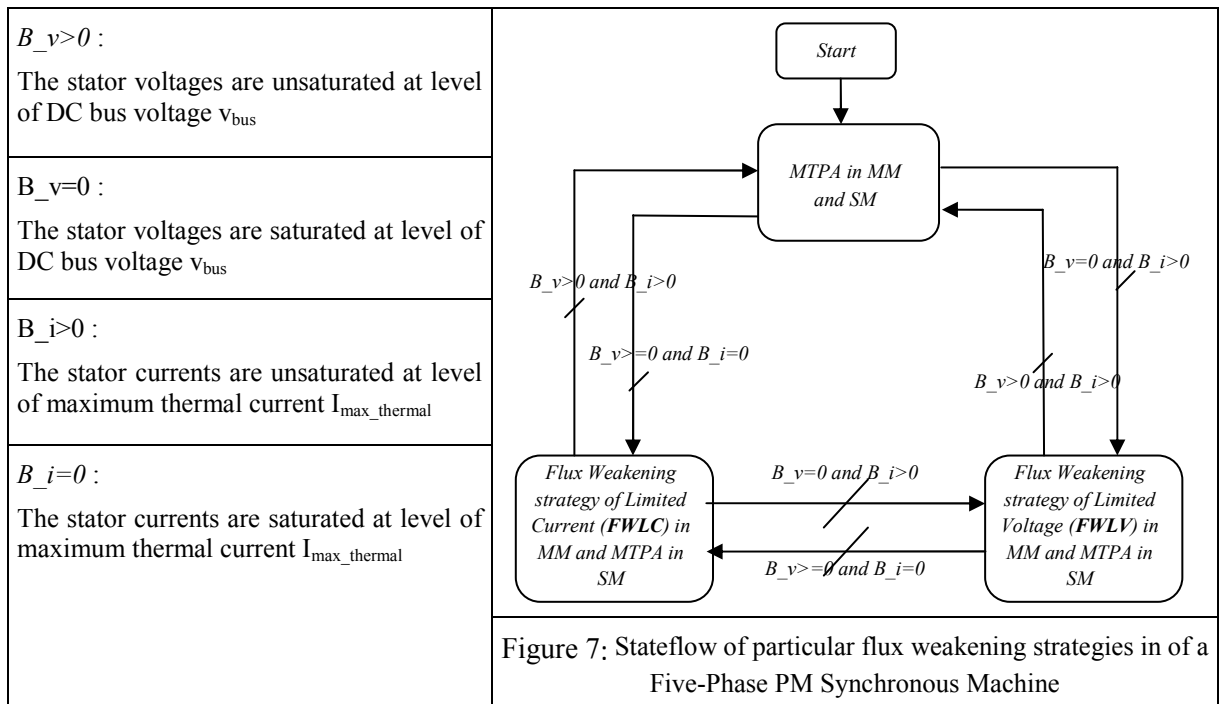 B_v>0 :
The stator voltages are unsaturated at level
of DC bus voltage vbus
B_v=0 :
The stator voltages are saturated at level of
DC bus voltage vbus
B_i>0 :
The stator currents are unsaturated at level
of maximum thermal current Imax_thermal
B_i=0 :
The stator currents are saturated at level of
maximum thermal current Imax_thermal
Start
MTPA in MM
and SM
B_v>0 and B_i>0
B_v=0 and B_i>0
B_v>=0 and B_i=0
B_v>0 and B_i>0
Flux Weakening
strategy of Limited
Current (FWLC) in
MM and MTPA in
SM
B_v=0 and B_i>0
B_v>=0 and B_i=0
Flux Weakening
strategy of Limited
Voltage (FWLV) in
MM and MTPA in
SM
Figure 7: Stateflow of particular flux weakening strategies in of a
Five-Phase PM Synchronous Machine